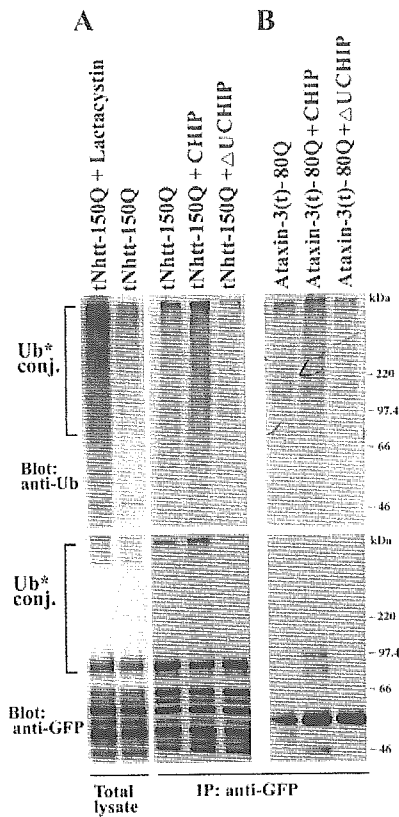 A
B
tNhtt-150Q + Lactacystin
tNhtt-150Q
tNhtt-150Q
tNhtt-150Q + CHIP
tNhtt-150Q + △UCHIP
Ataxin-3(t)-80Q
Ataxin-3(t)-80Q + CHIP
Ataxin-3(t)-80Q + △UCHIP
kDa
Ub*
conj.
220
97.4
66
Blot:
anti-Ub
46
kDa
Ub*
conj.
220
97.4
66
Blot:
anti-GFP
46
Total
lysate
IP: anti-GFP